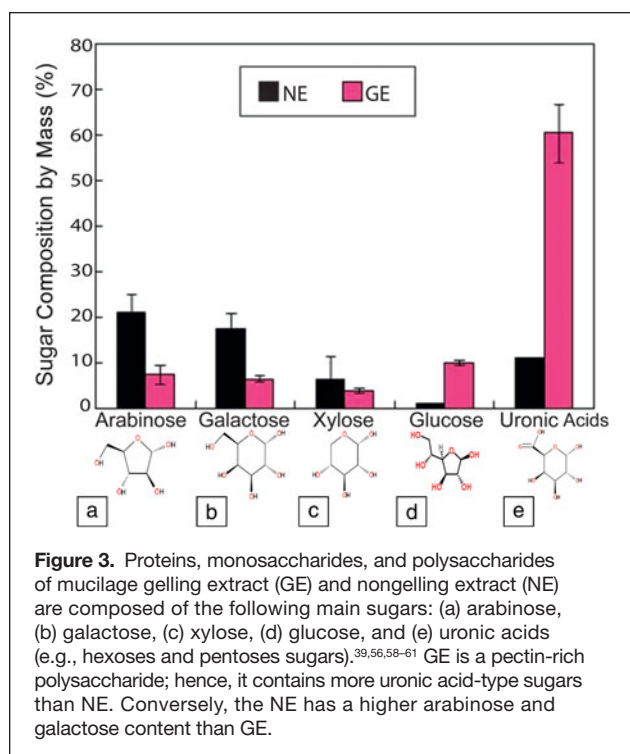 80
70
60
50
40
30
20
10
0
Sugar Composition by Mass (%)
NE GE
Arabinose Galactose Xylose Glucose Uronic Acids
a b c d e
Figure 3. Proteins, monosaccharides, and polysaccharides
of mucilage gelling extract (GE) and nongelling extract (NE)
are composed of the following main sugars: (a) arabinose,
(b) galactose, (c) xylose, (d) glucose, and (e) uronic acids
(e.g., hexoses and pentoses sugars).39,56,58–61 GE is a pectin-rich
polysaccharide; hence, it contains more uronic acid-type sugars
than NE. Conversely, the NE has a higher arabinose and
galactose content than GE.